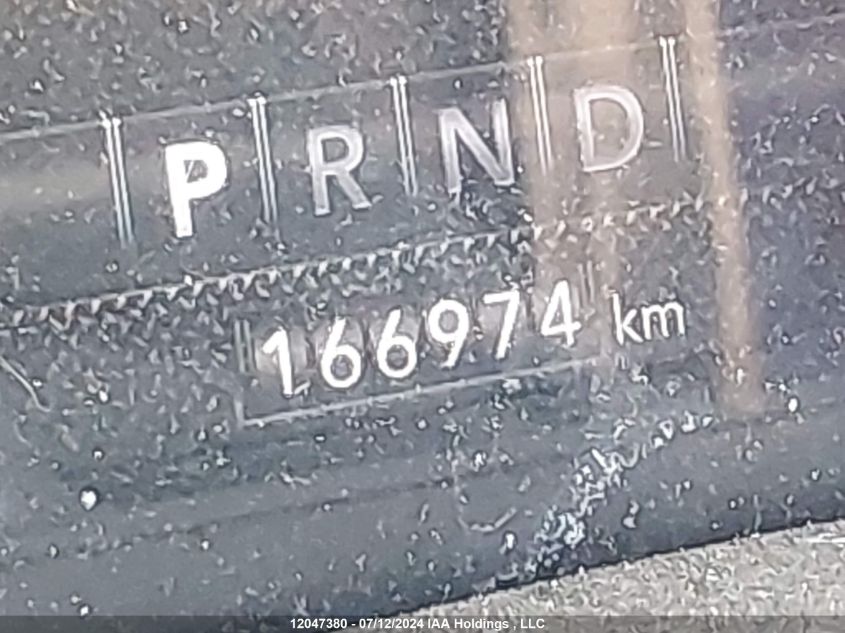 P R N D
166974 km
12047380 - 07/12/2024 IAA Holdings , LLC